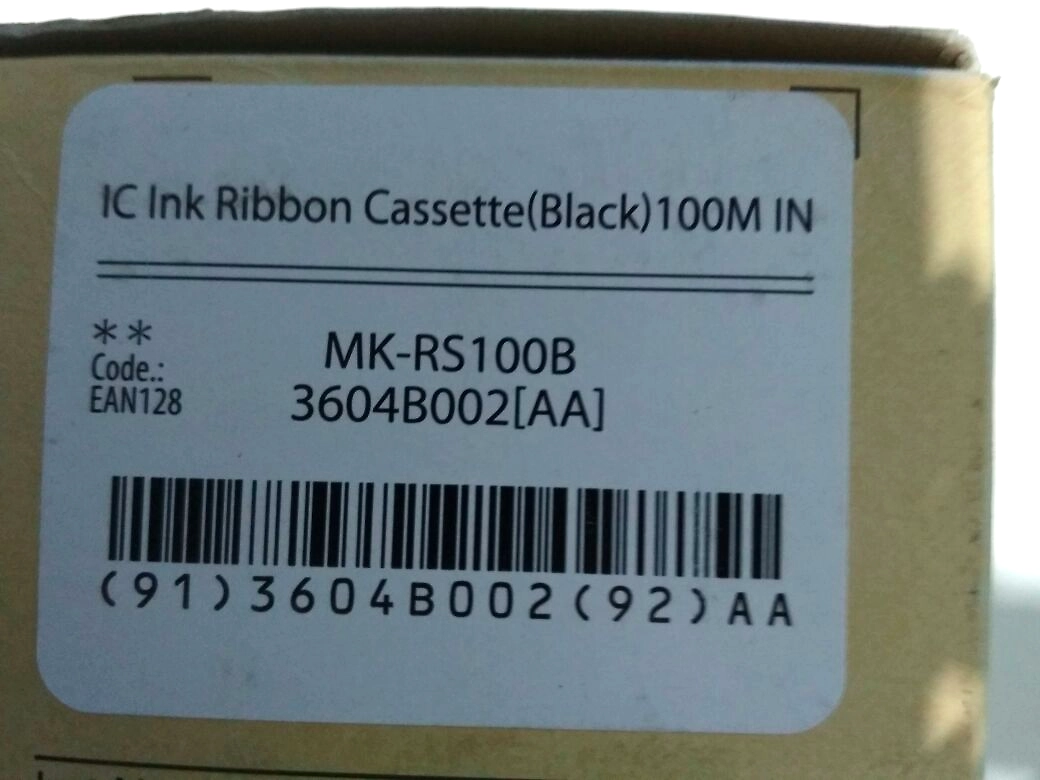 IC Ink Ribbon Cassette(Black)100M IN
**
Code.:
EAN128
MK-RS100B
3604B002[AA]
(91)3604B002(92)AA